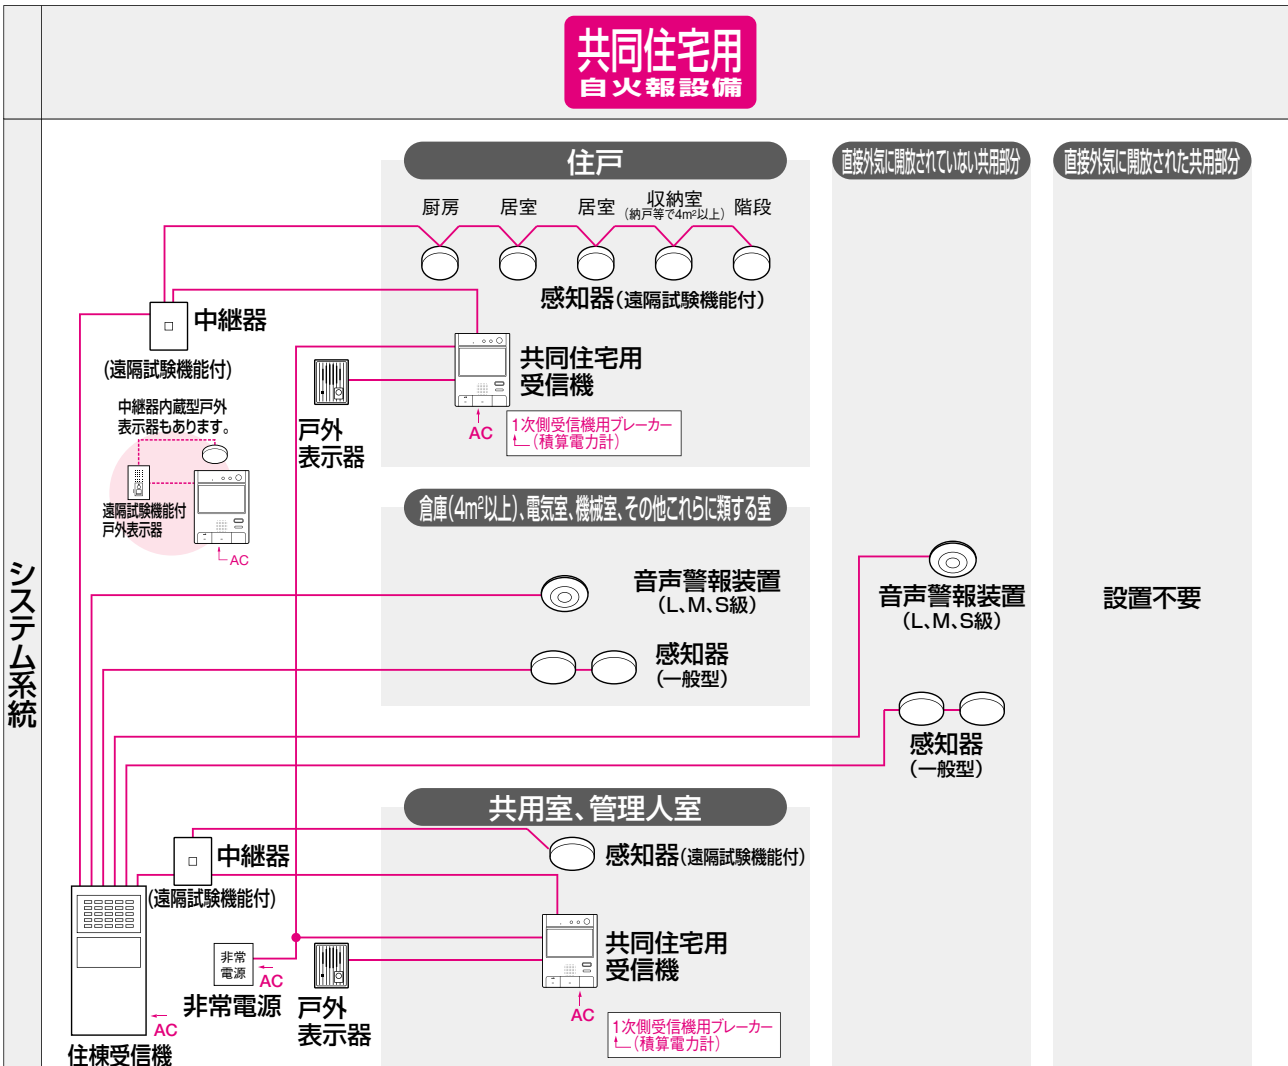 共同住宅用
自火報設備
システム系統
住戸
直接外気に開放されていない共用部分
直接外気に開放された共用部分
厨房
居室
居室
収納室
(納戸等で4m²以上)
階段
感知器(遠隔試験機能付)
中継器
(遠隔試験機能付)
共同住宅用
受信機
戸外
表示器
AC
1次側受信機用ブレーカー
(積算電力計)
中継器内蔵型戸外
表示器もあります。
遠隔試験機能付
戸外表示器
AC
倉庫(4m²以上)、電気室、機械室、その他これらに類する室
音声警報装置
(L、M、S級)
感知器
(一般型)
音声警報装置
(L、M、S級)
感知器
(一般型)
設置不要
共用室、管理人室
中継器
(遠隔試験機能付)
感知器(遠隔試験機能付)
共同住宅用
受信機
AC
1次側受信機用ブレーカー
(積算電力計)
非常
電源
AC
非常電源
戸外
表示器
AC
住棟受信機